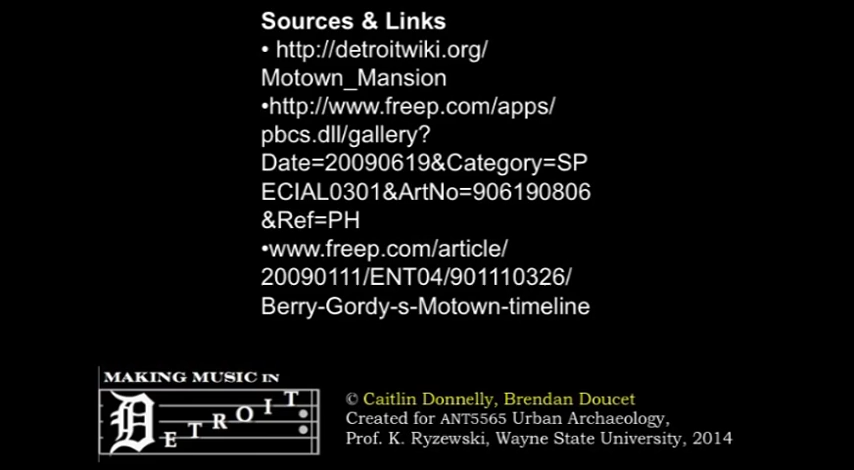 Sources & Links
• http://detroitwiki.org/
Motown_Mansion
•http://www.freep.com/apps/
pbcs.dll/gallery?
Date=20090619&Category=SP
ECIAL0301&ArtNo=906190806
&Ref=PH
•www.freep.com/article/
20090111/ENT04/901110326/
Berry-Gordy-s-Motown-timeline
MAKING MUSIC IN
DETROIT
© Caitlin Donnelly, Brendan Doucet
Created for ANT5565 Urban Archaeology,
Prof. K. Ryzewski, Wayne State University, 2014